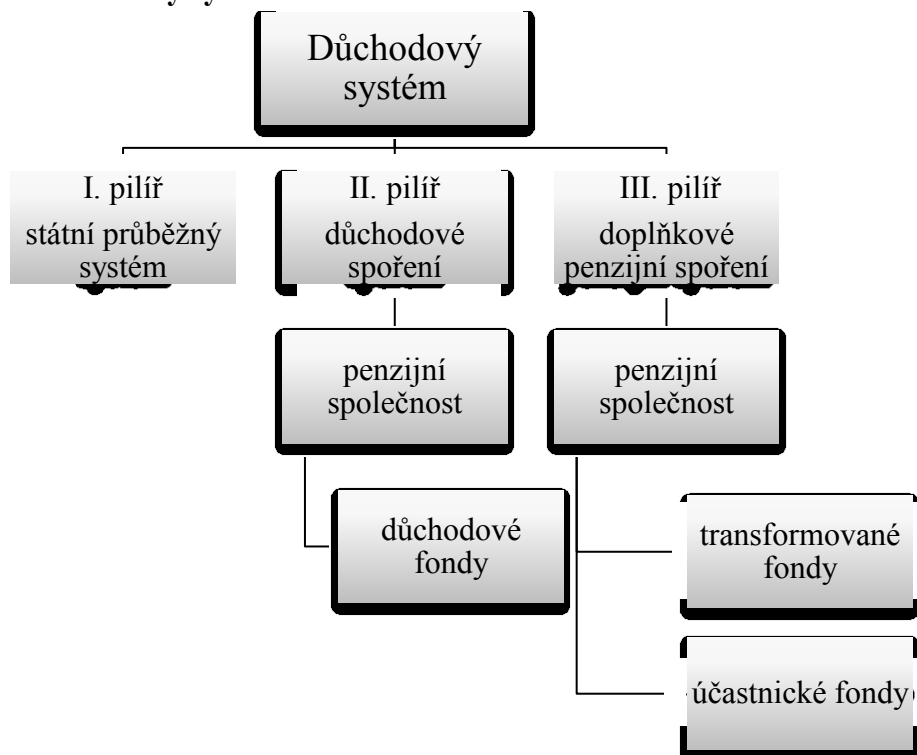 Důchodový
systém
I. pilíř
státní průběžný
systém
II. pilíř
důchodové
spoření
III. pilíř
doplňkové
penzijní spoření
penzijní
společnost
penzijní
společnost
důchodové
fondy
transformované
fondy
účastnické fondy